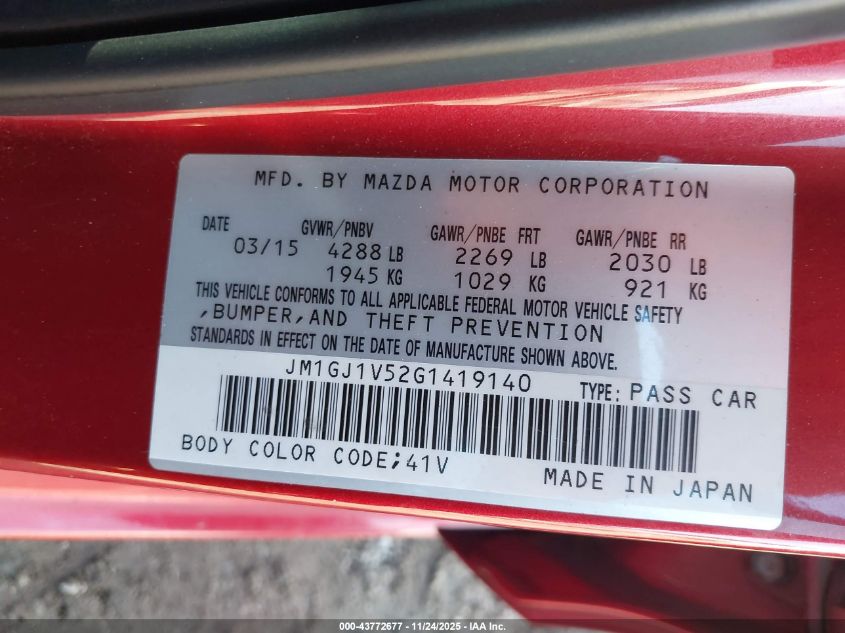 MFD. BY MAZDA MOTOR CORPORATION
DATE GVWR/PNBV GAWR/PNBE FRT GAWR/PNBE RR
03/15 4288 LB 2269 LB 2030 LB
1945 KG 1029 KG 921 KG
THIS VEHICLE CONFORMS TO ALL APPLICABLE FEDERAL MOTOR VEHICLE SAFETY
,BUMPER,AND THEFT PREVENTION
STANDARDS IN EFFECT ON THE DATE OF MANUFACTURE SHOWN ABOVE.
JM1GJ1V52G1419140 TYPE: PASS CAR
BODY COLOR CODE;41V
MADE IN JAPAN
000-43772677 - 11/24/2025 - IAA Inc.